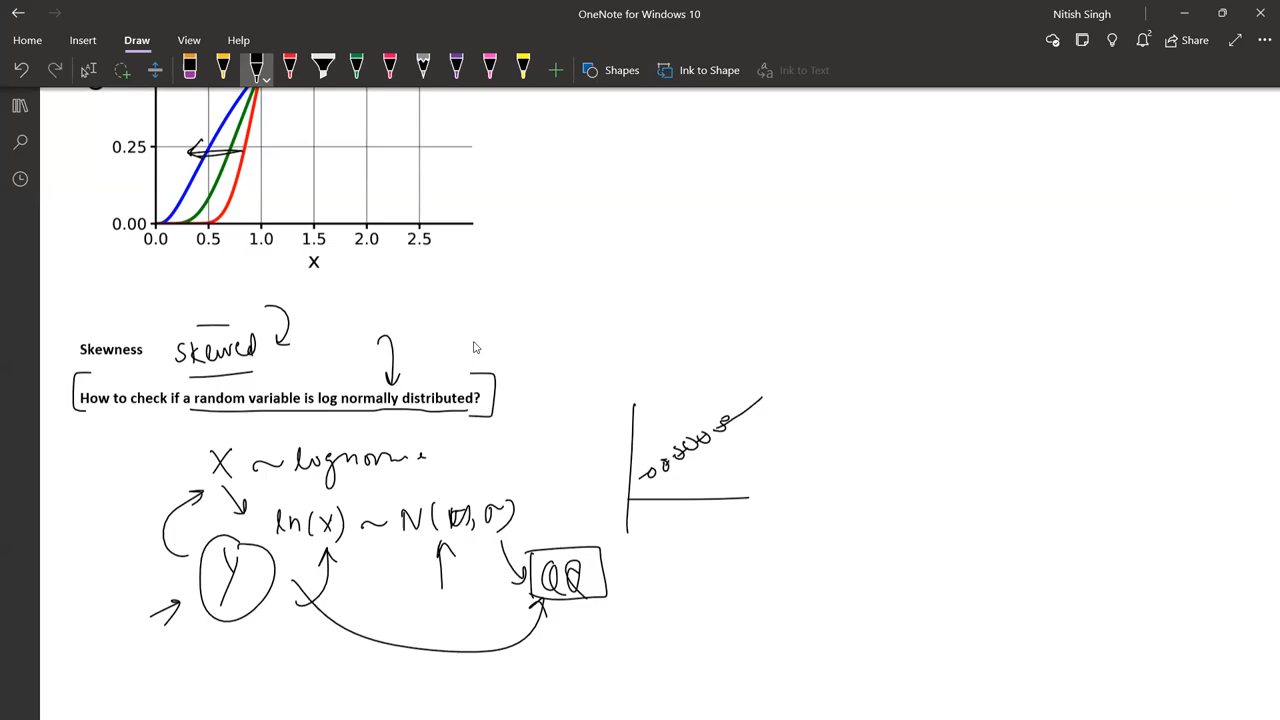 OneNote for Windows 10
Nitish Singh
Home Insert Draw View Help
Share
Shapes
Ink to Shape
Ink to Text
0.25
0.00
0.0 0.5 1.0 1.5 2.0 2.5
x
Skewness
Skewed
How to check if a random variable is log normally distributed?
X ~ lognorm
ln(x) ~ N( , σ)
Y
QQ